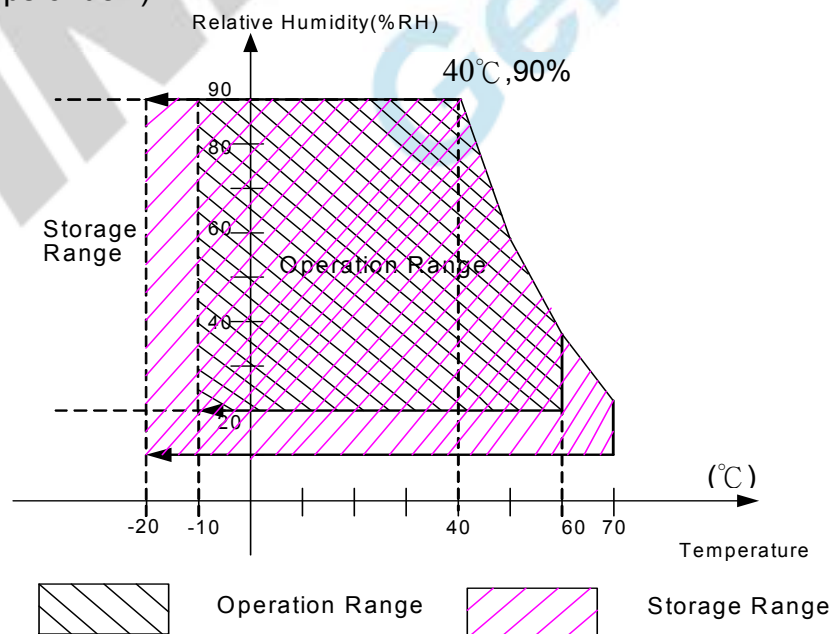 Relative Humidity(%RH)
40℃,90%
90
80
Storage
Range
60
Operation Range
40
20
(℃)
-20 -10 40 60 70
Temperature
Operation Range Storage Range